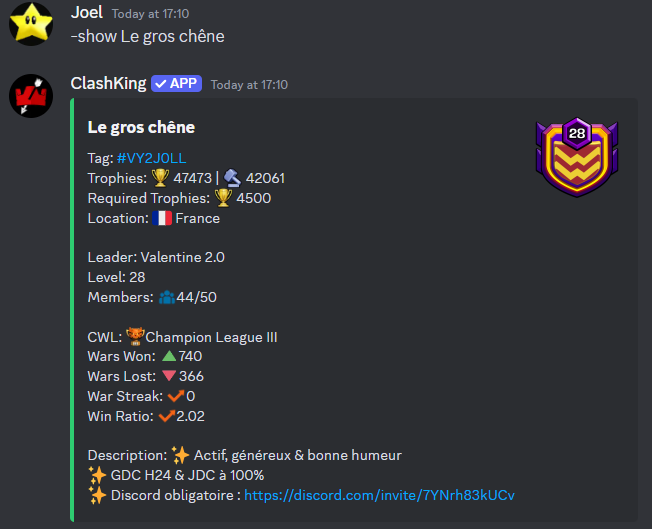 Joel Today at 17:10
-show Le gros chêne
ClashKing ✓ APP Today at 17:10
Le gros chêne
28
Tag: #VY2J0LL
Trophies: 47473 | 42061
Required Trophies: 4500
Location: France
Leader: Valentine 2.0
Level: 28
Members: 44/50
CWL: Champion League III
Wars Won: 740
Wars Lost: 366
War Streak: 0
Win Ratio: 2.02
Description: ✨ Actif, généreux & bonne humeur
✨ GDC H24 & JDC à 100%
✨ Discord obligatoire : https://discord.com/invite/7YNrh83kUCv